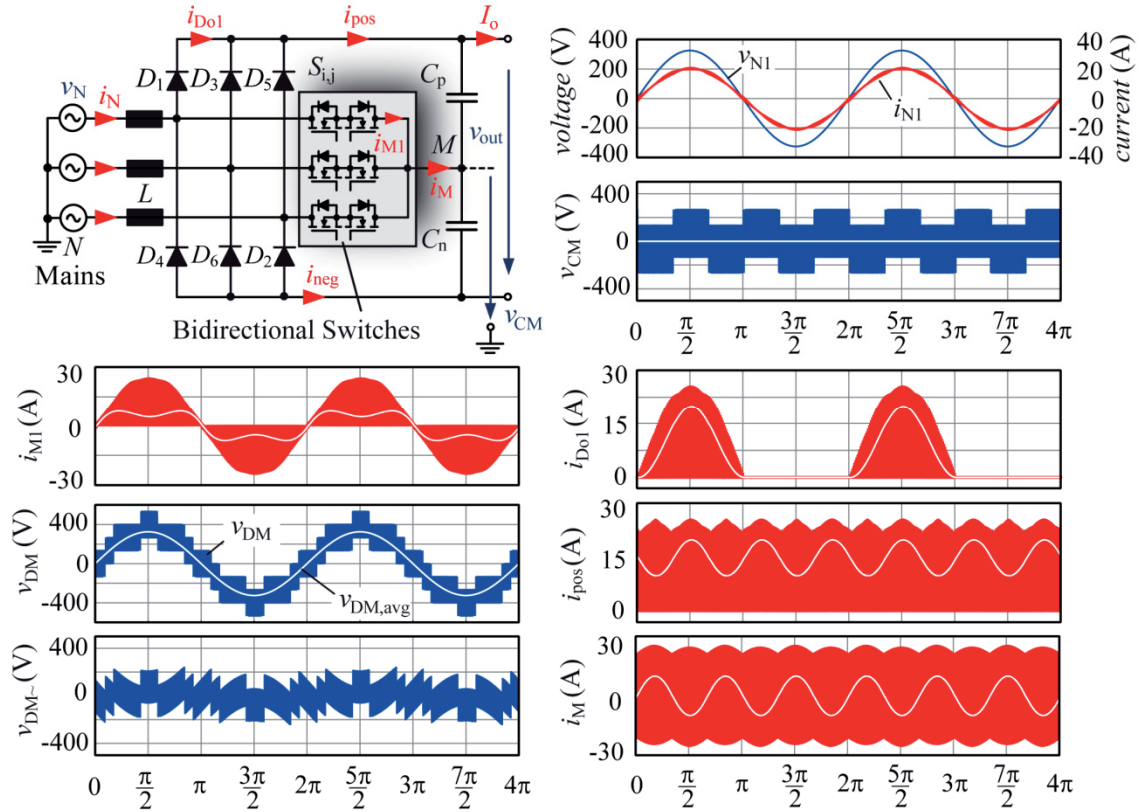 i_Do1
i_pos
I_o
D_1 D_3 D_5
S_i,j
C_p
v_N
i_N
i_M1
M
v_out
i_M
L
N
Mains
D_4 D_6 D_2
C_n
i_neg
v_CM
Bidirectional Switches
voltage (V)
400
200
0
-200
-400
v_N1
i_N1
40
20
0
-20
-40
current (A)
v_CM (V)
400
0
-400
0 π/2 π 3π/2 2π 5π/2 3π 7π/2 4π
i_M1 (A)
30
0
-30
v_DM (V)
400
0
-400
v_DM
v_DM,avg
v_DM~ (V)
400
0
-400
0 π/2 π 3π/2 2π 5π/2 3π 7π/2 4π
i_Do1 (A)
30
15
0
i_pos (A)
30
15
0
i_M (A)
30
0
-30
0 π/2 π 3π/2 2π 5π/2 3π 7π/2 4π